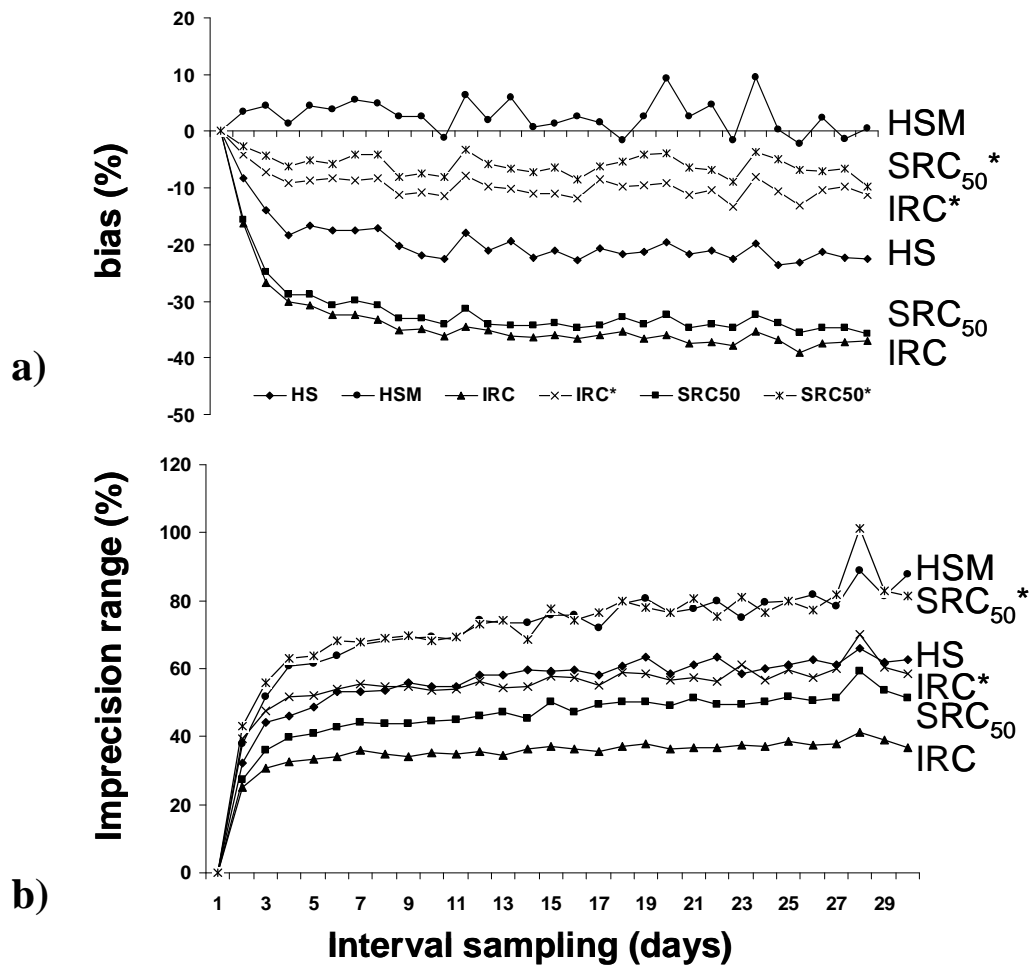 20
10
0
-10
-20
-30
-40
-50
bias (%)
HSM
SRC50*
IRC*
HS
SRC50
IRC
a)
HS HSM IRC IRC* SRC50 SRC50*
120
100
80
60
40
20
0
Imprecision range (%)
HSM
SRC50*
HS
IRC*
SRC50
IRC
b)
1 3 5 7 9 11 13 15 17 19 21 23 25 27 29
Interval sampling (days)